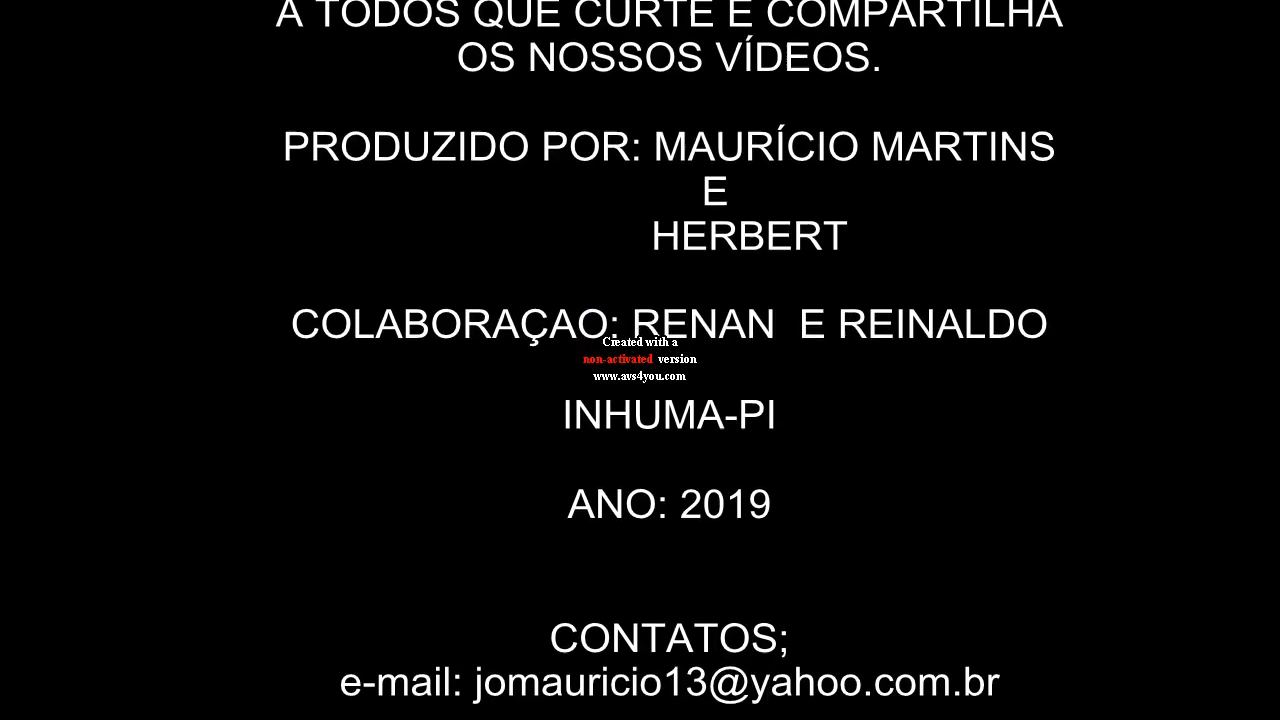 A TODOS QUE CURTE E COMPARTILHA
OS NOSSOS VÍDEOS.
PRODUZIDO POR: MAURÍCIO MARTINS
E
HERBERT
COLABORAÇAO: RENAN E REINALDO
Created with a
non-activated version
www.avs4you.com
INHUMA-PI
ANO: 2019
CONTATOS;
e-mail: jomauricio13@yahoo.com.br